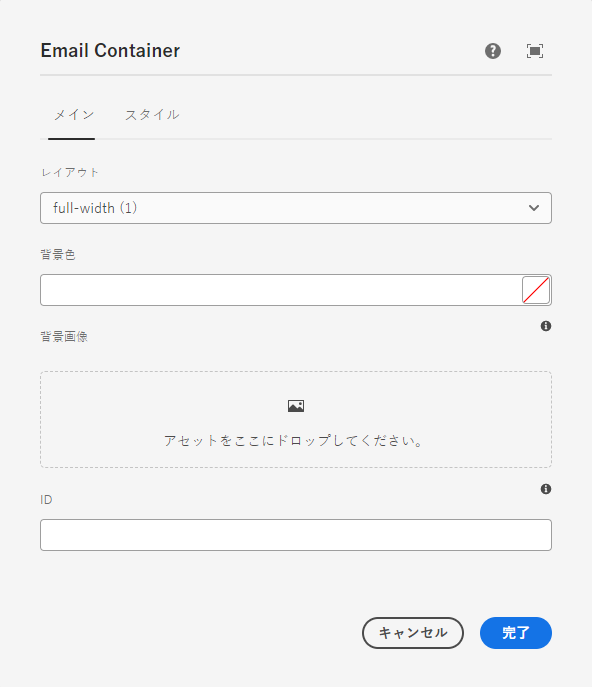 Email Container
メイン スタイル
レイアウト
full-width (1)
背景色
背景画像
アセットをここにドロップしてください。
ID
キャンセル 完了